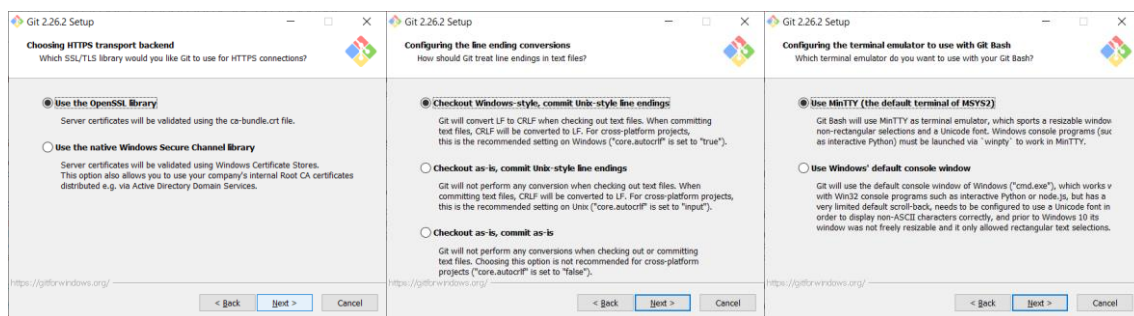 Git 2.26.2 Setup
Choosing HTTPS transport backend
Which SSL/TLS library would you like Git to use for HTTPS connections?
Use the OpenSSL library
Server certificates will be validated using the ca-bundle.crt file.
Use the native Windows Secure Channel library
Server certificates will be validated using Windows Certificate Stores.
This option also allows you to use your company's internal Root CA certificates
distributed e.g. via Active Directory Domain Services.
https://gitforwindows.org/
< Back
Next >
Cancel
Git 2.26.2 Setup
Configuring the line ending conversions
How should Git treat line endings in text files?
Checkout Windows-style, commit Unix-style line endings
Git will convert LF to CRLF when checking out text files. When committing
text files, CRLF will be converted to LF. For cross-platform projects,
this is the recommended setting on Windows ("core.autocrlf" is set to "true").
Checkout as-is, commit Unix-style line endings
Git will not perform any conversion when checking out text files. When
committing text files, CRLF will be converted to LF. For cross-platform projects,
this is the recommended setting on Unix ("core.autocrlf" is set to "input").
Checkout as-is, commit as-is
Git will not perform any conversions when checking out or committing
text files. Choosing this option is not recommended for cross-platform
projects ("core.autocrlf" is set to "false").
https://gitforwindows.org/
< Back
Next >
Cancel
Git 2.26.2 Setup
Configuring the terminal emulator to use with Git Bash
Which terminal emulator do you want to use with your Git Bash?
Use MinTTY (the default terminal of MSYS2)
Git Bash will use MinTTY as terminal emulator, which sports a resizable window
non-rectangular selections and a Unicode font. Windows console programs (suc
as interactive Python) must be launched via `winpty` to work in MinTTY.
Use Windows' default console window
Git will use the default console window of Windows ("cmd.exe"), which works v
with Win32 console programs such as interactive Python or node.js, but has a
very limited default scroll-back, needs to be configured to use a Unicode font in
order to display non-ASCII characters correctly, and prior to Windows 10 its
window was not freely resizable and it only allowed rectangular text selections.
https://gitforwindows.org/
< Back
Next >
Cancel